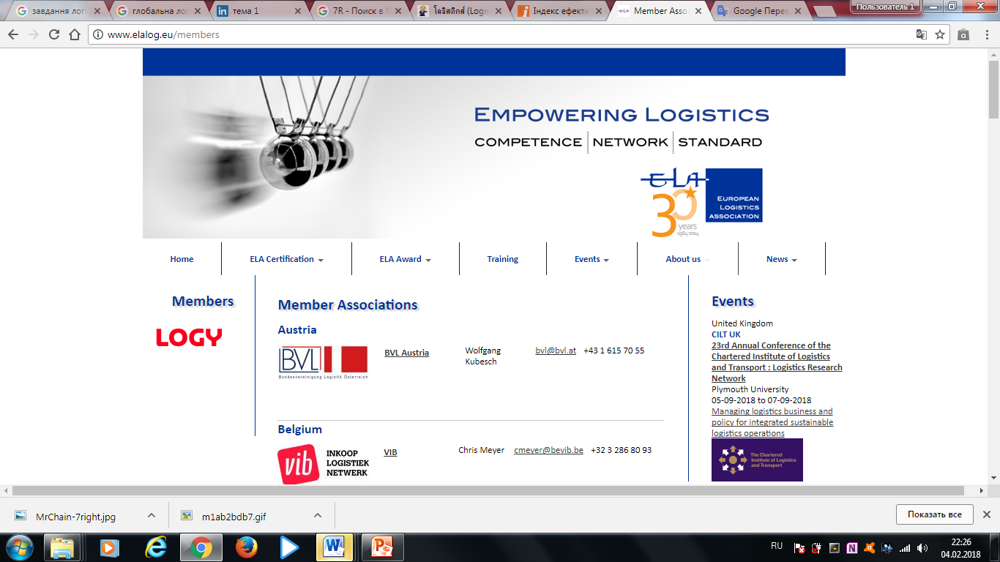 завдання логі
глобальна ло
тема 1
7R - Поиск в G
โลจิสติกส์ (Logis
Індекс ефекти
Member Asso
Google Перев
Пользователь 1
www.elalog.eu/members
EMPOWERING LOGISTICS
COMPETENCE NETWORK STANDARD
ELA
30
years
1984-2014
EUROPEAN
LOGISTICS
ASSOCIATION
Home ELA Certification ELA Award Training Events About us News
Members
LOGY
Member Associations
Austria
BVL
Bundesvereinigung Logistik Österreich
BVL Austria
Wolfgang
Kubesch
bvl@bvl.at
+43 1 615 70 55
Belgium
vib
INKOOP
LOGISTIEK
NETWERK
VIB
Chris Meyer
cmeyer@bevib.be
+32 3 286 80 93
Events
United Kingdom
CILT UK
23rd Annual Conference of the
Chartered Institute of Logistics
and Transport : Logistics Research
Network
Plymouth University
05-09-2018 to 07-09-2018
Managing logistics business and
policy for integrated sustainable
logistics operations
The Chartered
Institute of Logistics
and Transport
MrChain-7right.jpg
m1ab2bdb7.gif
Показать все
RU
22:26
04.02.2018